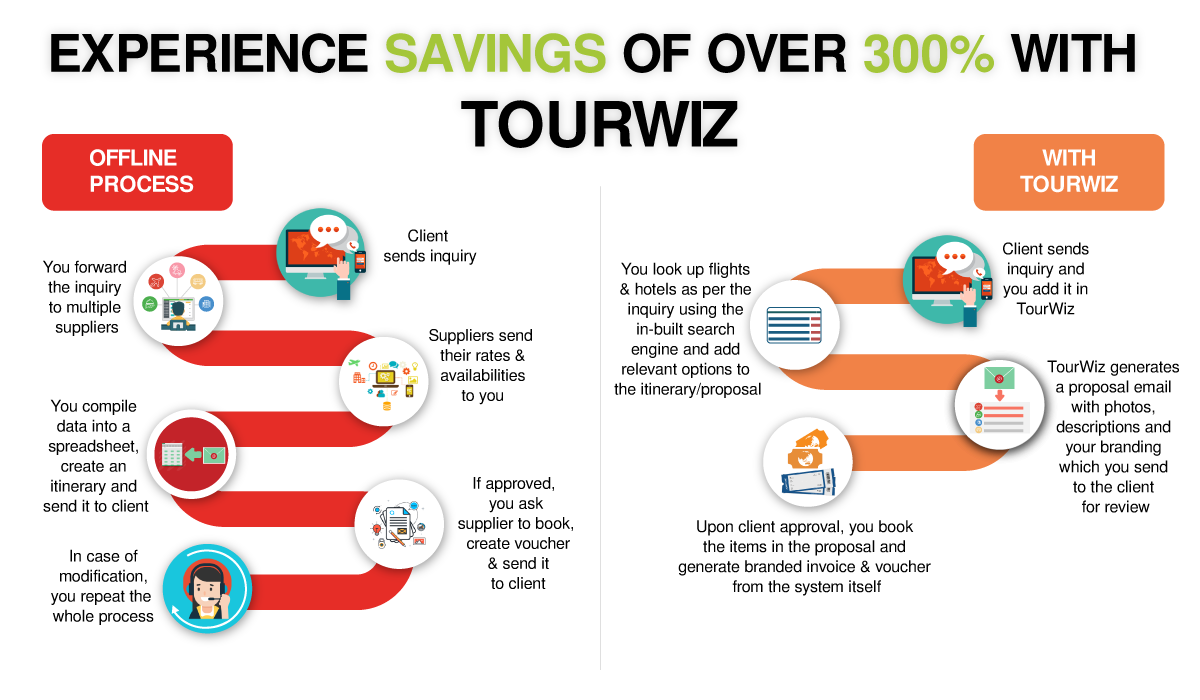 EXPERIENCE SAVINGS OF OVER 300% WITH
TOURWIZ
OFFLINE
PROCESS
Client
sends inquiry
You forward
the inquiry
to multiple
suppliers
Suppliers send
their rates &
availabilities
to you
You compile
data into a
spreadsheet,
create an
itinerary and
send it to client
If approved,
you ask
supplier to book,
create voucher
& send it
to client
In case of
modification,
you repeat the
whole process
WITH
TOURWIZ
Client sends
inquiry and
you add it in
TourWiz
You look up flights
& hotels as per the
inquiry using the
in-built search
engine and add
relevant options to
the itinerary/proposal
TourWiz generates
a proposal email
with photos,
descriptions and
your branding
which you send
to the client
for review
Upon client approval, you book
the items in the proposal and
generate branded invoice & voucher
from the system itself